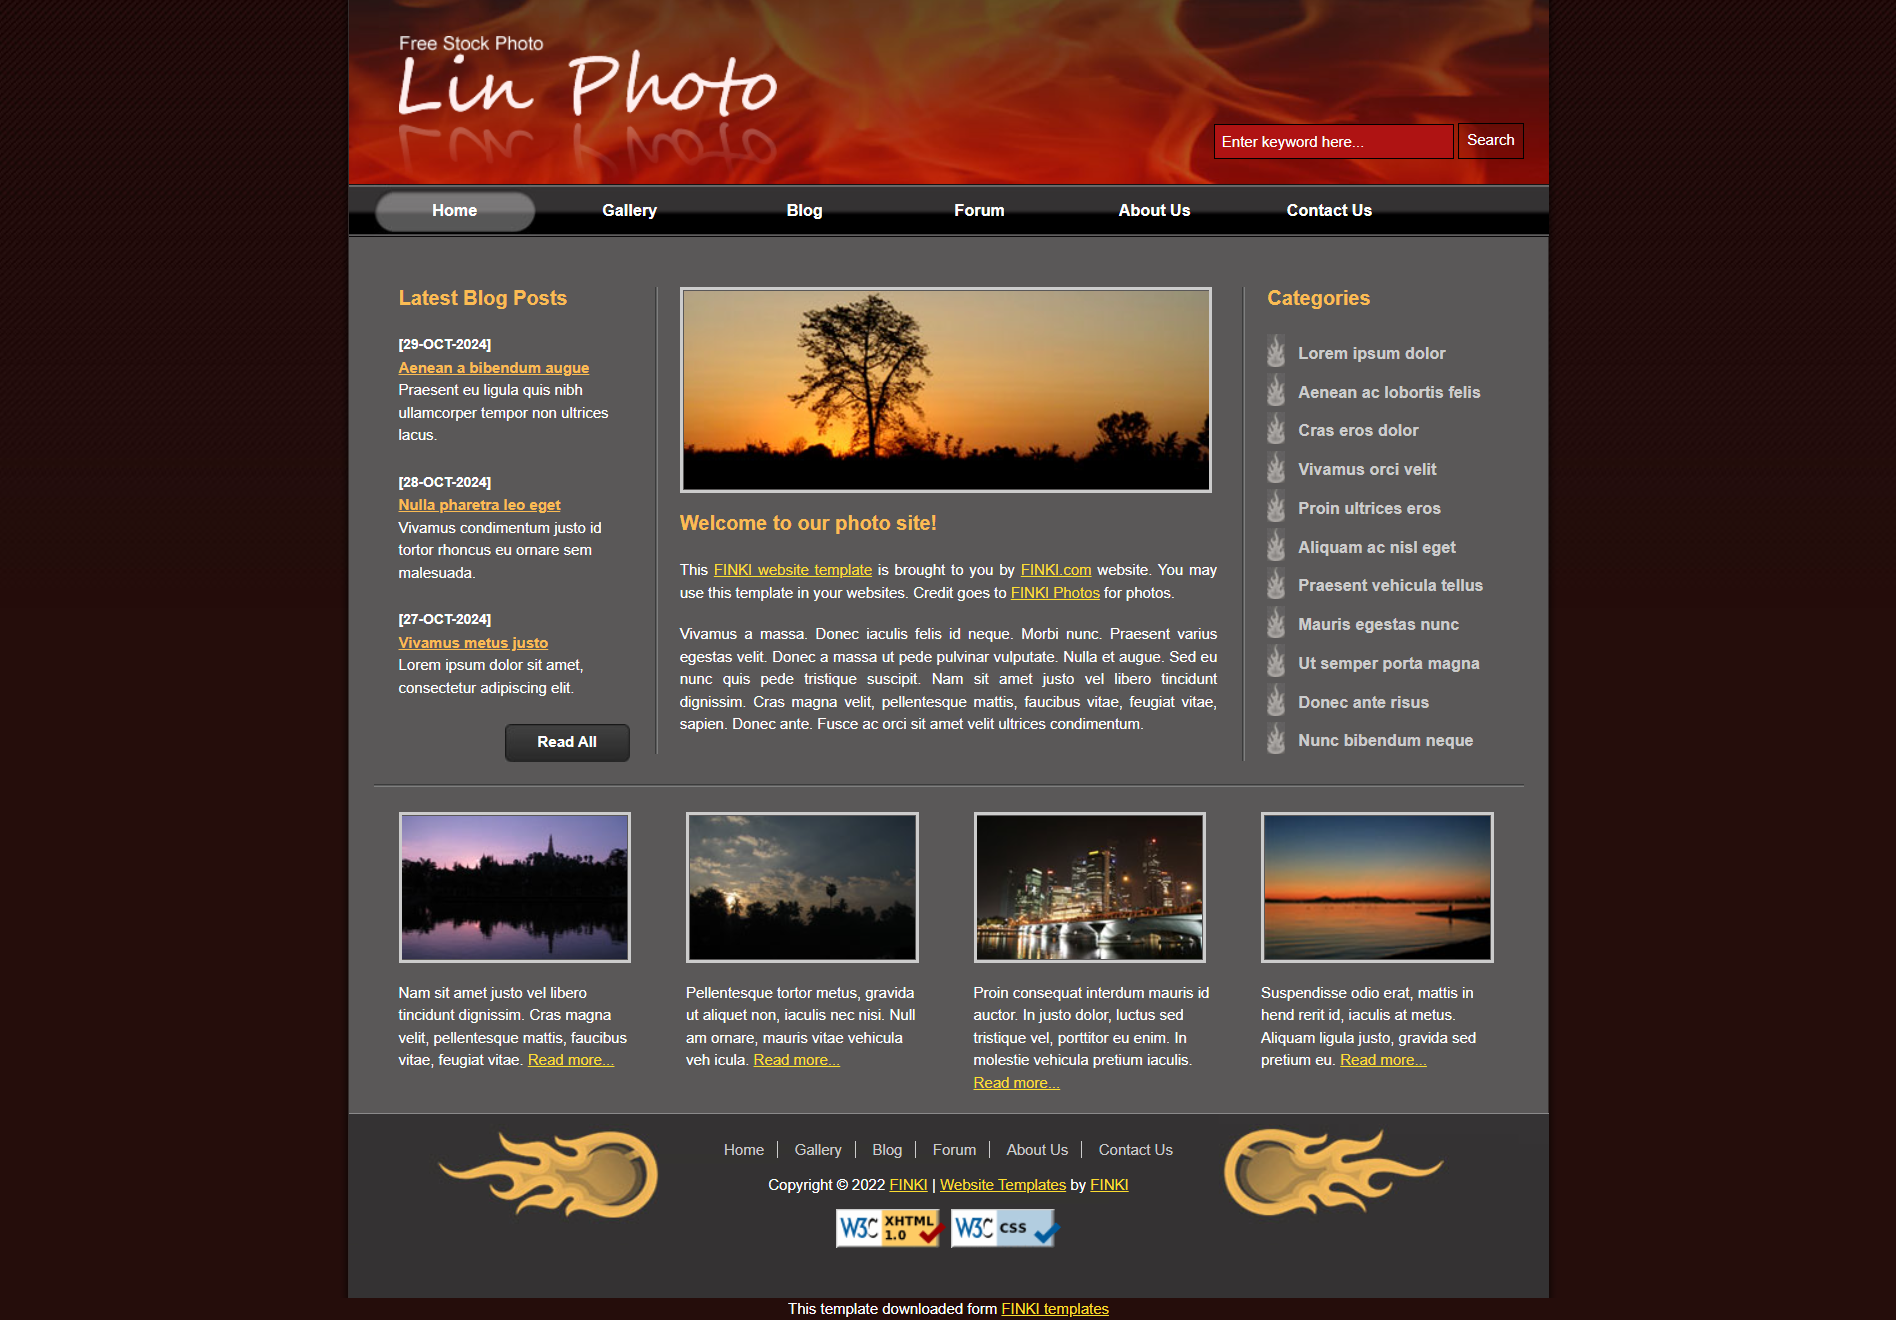 Free Stock Photo
Lin Photo
Enter keyword here...
Search
Home
Gallery
Blog
Forum
About Us
Contact Us
Latest Blog Posts
[29-OCT-2024]
Aenean a bibendum augue
Praesent eu ligula quis nibh
ullamcorper tempor non ultrices
lacus.
[28-OCT-2024]
Nulla pharetra leo eget
Vivamus condimentum justo id
tortor rhoncus eu ornare sem
malesuada.
[27-OCT-2024]
Vivamus metus justo
Lorem ipsum dolor sit amet,
consectetur adipiscing elit.
Read All
Welcome to our photo site!
This FINKI website template is brought to you by FINKI.com website. You may
use this template in your websites. Credit goes to FINKI Photos for photos.
Vivamus a massa. Donec iaculis felis id neque. Morbi nunc. Praesent varius
egestas velit. Donec a massa ut pede pulvinar vulputate. Nulla et augue. Sed eu
nunc quis pede tristique suscipit. Nam sit amet justo vel libero tincidunt
dignissim. Cras magna velit, pellentesque mattis, faucibus vitae, feugiat vitae,
sapien. Donec ante. Fusce ac orci sit amet velit ultrices condimentum.
Categories
Lorem ipsum dolor
Aenean ac lobortis felis
Cras eros dolor
Vivamus orci velit
Proin ultrices eros
Aliquam ac nisl eget
Praesent vehicula tellus
Mauris egestas nunc
Ut semper porta magna
Donec ante risus
Nunc bibendum neque
Nam sit amet justo vel libero
tincidunt dignissim. Cras magna
velit, pellentesque mattis, faucibus
vitae, feugiat vitae. Read more...
Pellentesque tortor metus, gravida
ut aliquet non, iaculis nec nisi. Null
am ornare, mauris vitae vehicula
veh icula. Read more...
Proin consequat interdum mauris id
auctor. In justo dolor, luctus sed
tristique vel, porttitor eu enim. In
molestie vehicula pretium iaculis.
Read more...
Suspendisse odio erat, mattis in
hend rerit id, iaculis at metus.
Aliquam ligula justo, gravida sed
pretium eu. Read more...
Home
Gallery
Blog
Forum
About Us
Contact Us
Copyright © 2022 FINKI | Website Templates by FINKI
W3C XHTML 1.0
W3C CSS
This template downloaded form FINKI templates